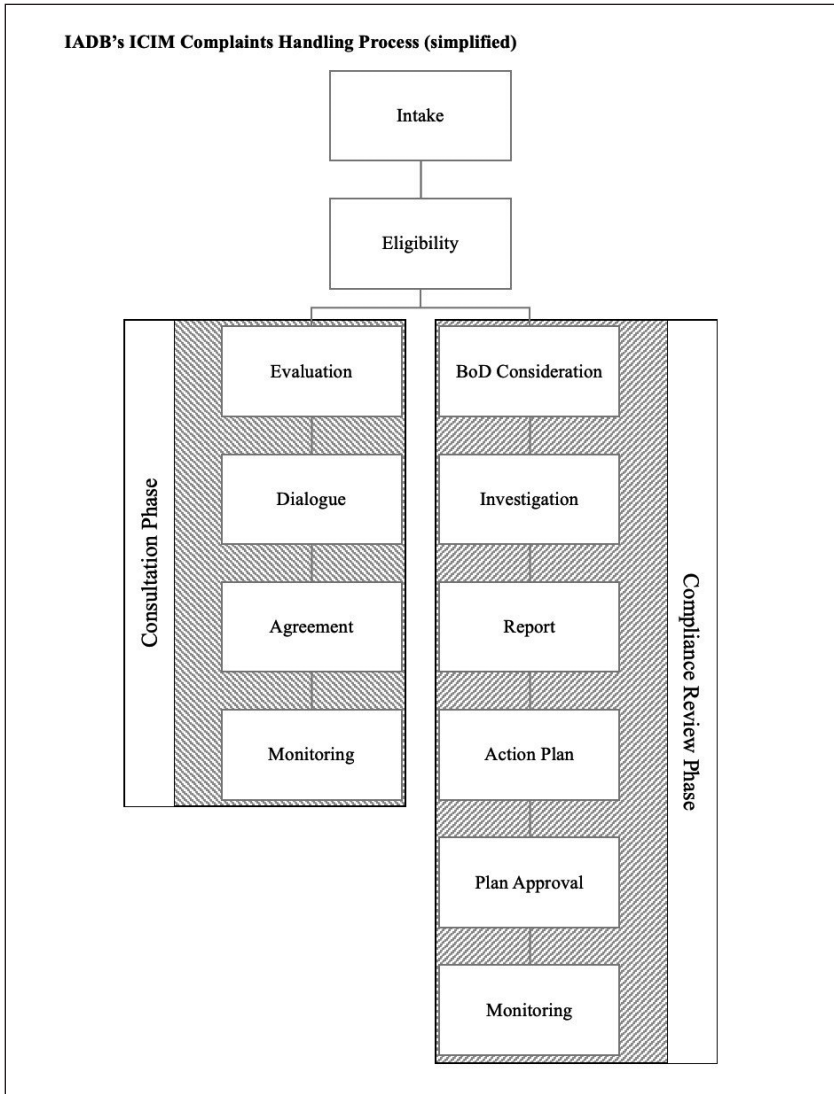 IADB’s ICIM Complaints Handling Process (simplified)
Intake
Eligibility
Consultation Phase
Evaluation
Dialogue
Agreement
Monitoring
BoD Consideration
Investigation
Report
Action Plan
Plan Approval
Monitoring
Compliance Review Phase